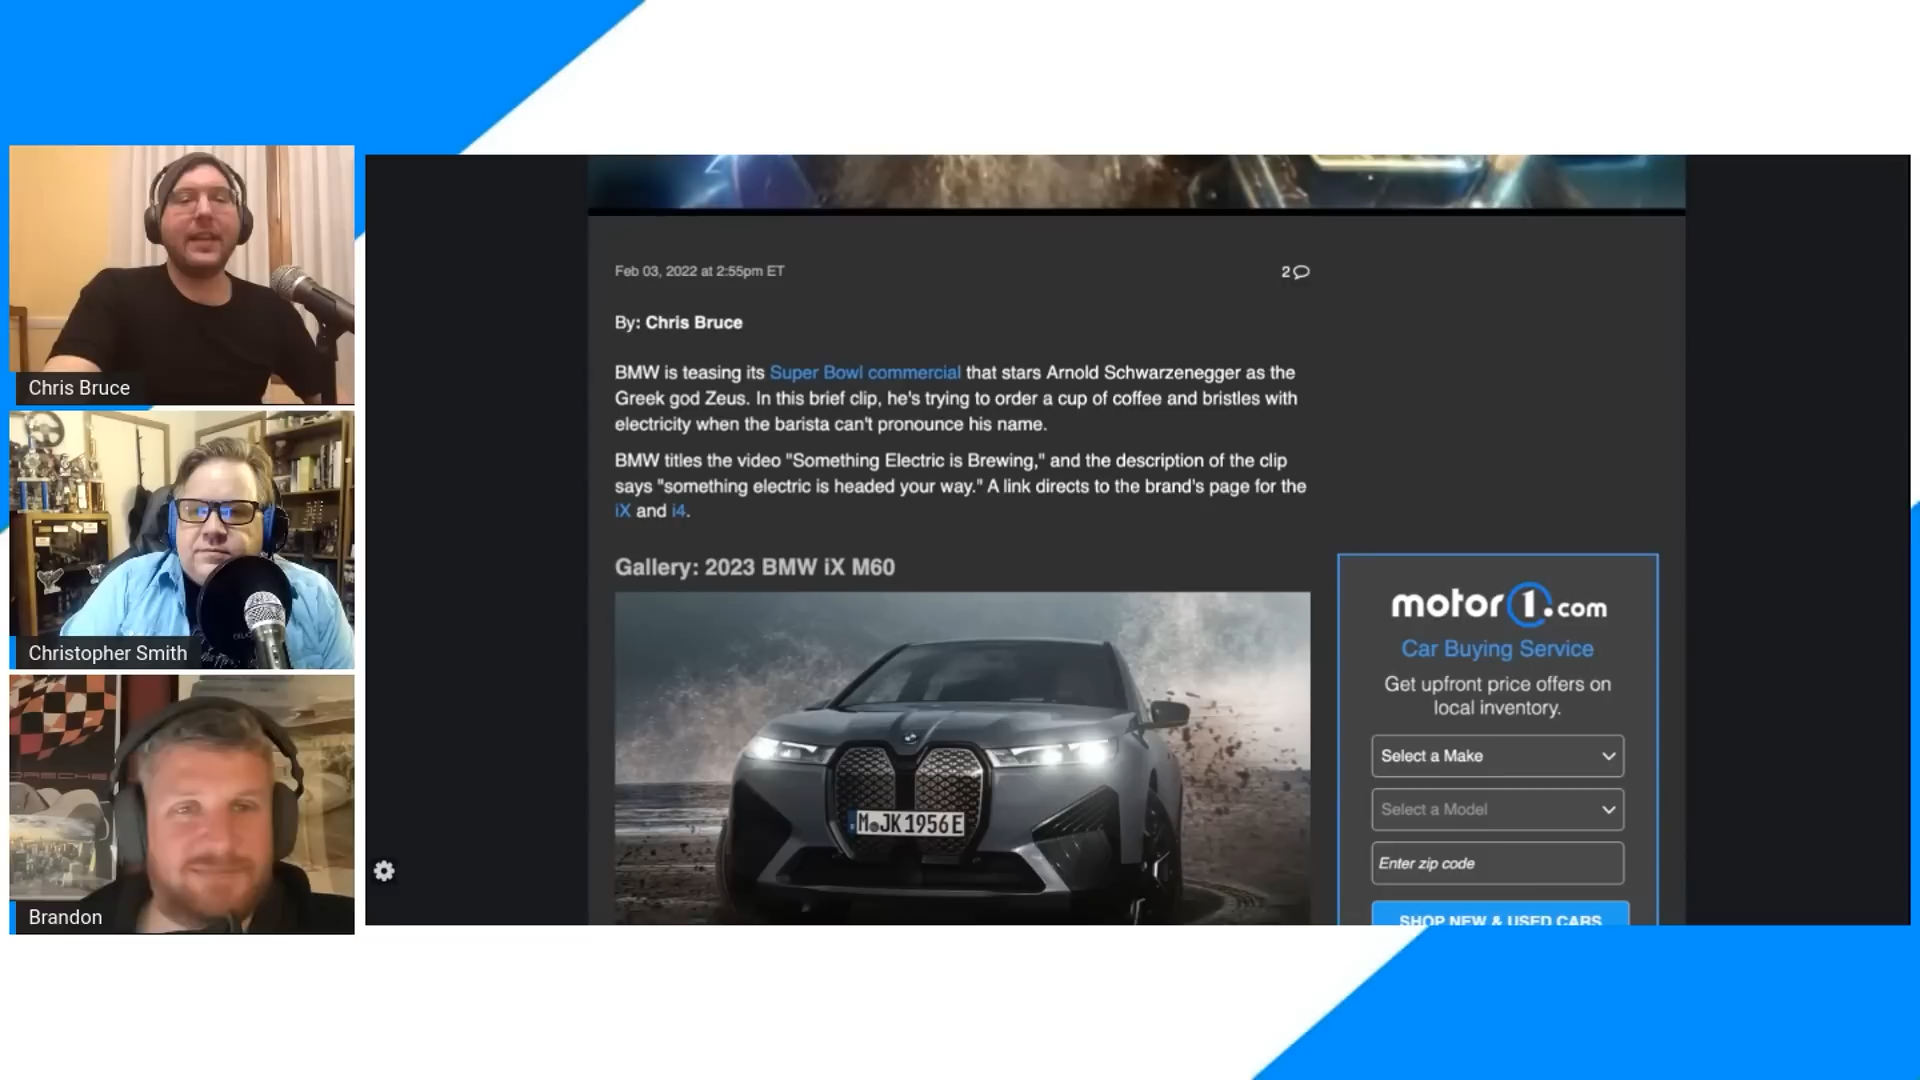 Chris Bruce
Christopher Smith
PORSCHE
Brandon
Feb 03, 2022 at 2:55pm ET
2
By: Chris Bruce
BMW is teasing its Super Bowl commercial that stars Arnold Schwarzenegger as the
Greek god Zeus. In this brief clip, he's trying to order a cup of coffee and bristles with
electricity when the barista can't pronounce his name.
BMW titles the video "Something Electric is Brewing," and the description of the clip
says "something electric is headed your way." A link directs to the brand's page for the
iX and i4.
Gallery: 2023 BMW iX M60
M JK 1956 E
motor1.com
Car Buying Service
Get upfront price offers on
local inventory.
Select a Make
Select a Model
Enter zip code
SHOP NEW & USED CARS